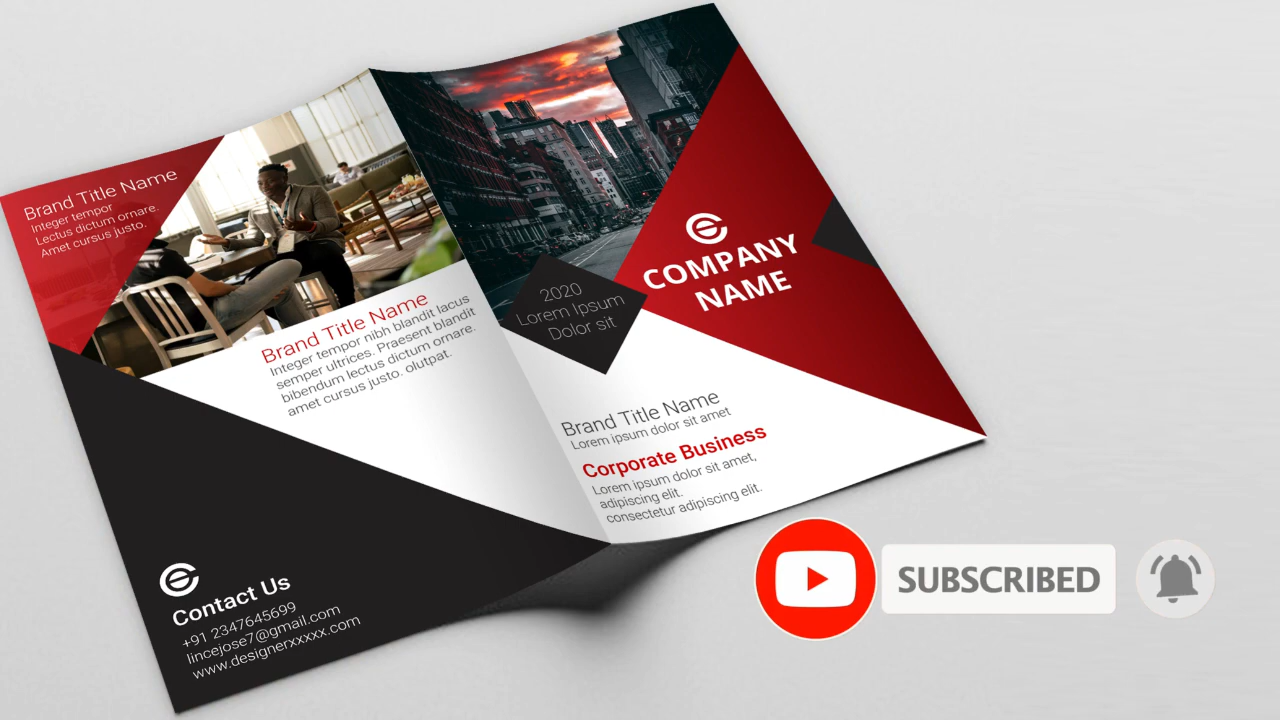 Brand Title Name
Integer tempor
Lectus dictum ornare.
Amet cursus justo.
Brand Title Name
Integer tempor nibh blandit lacus
semper ultrices. Praesent blandit
bibendum lectus dictum ornare.
amet cursus justo. olutpat.
Contact Us
+91 2347645699
lincejose7@gmail.com
www.designerxxxxx.com
COMPANY
NAME
2020
Lorem Ipsum
Dolor sit
Brand Title Name
Lorem ipsum dolor sit amet
Corporate Business
Lorem ipsum dolor sit amet,
adipiscing elit.
consectetur adipiscing elit.
SUBSCRIBED